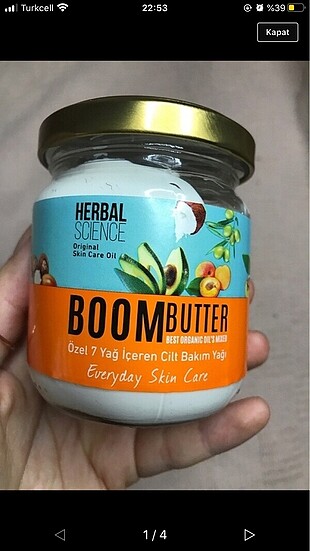 Turkcell 22:53 %39
Kapat
HERBAL
SCIENCE
Original
Skin Care Oil
BOOMBUTTER
BEST ORGANIC OIL'S MIXED
Özel 7 Yağ İçeren Cilt Bakım Yağı
Everyday Skin Care
1/4